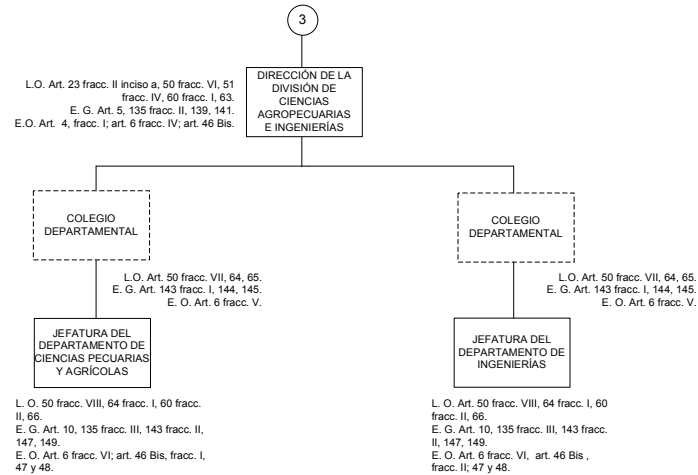 3
L.O. Art. 23 fracc. II inciso a, 50 fracc. VI, 51
fracc. IV, 60 fracc. I, 63.
E. G. Art. 5, 135 fracc. II, 139, 141.
E.O. Art. 4, fracc. I; art. 6 fracc. IV; art. 46 Bis.
DIRECCIÓN DE LA
DIVISIÓN DE
CIENCIAS
AGROPECUARIAS
E INGENIERÍAS
COLEGIO
DEPARTAMENTAL
L.O. Art. 50 fracc. VII, 64, 65.
E. G. Art. 143 fracc. I, 144, 145.
E. O. Art. 6 fracc. V.
JEFATURA DEL
DEPARTAMENTO DE
CIENCIAS PECUARIAS
Y AGRÍCOLAS
L. O. 50 fracc. VIII, 64 fracc. I, 60 fracc.
II, 66.
E. G. Art. 10, 135 fracc. III, 143 fracc. II,
147, 149.
E. O. Art. 6 fracc. VI; art. 46 Bis, fracc. I,
47 y 48.
COLEGIO
DEPARTAMENTAL
L.O. Art. 50 fracc. VII, 64, 65.
E. G. Art. 143 fracc. I, 144, 145.
E. O. Art. 6 fracc. V.
JEFATURA DEL
DEPARTAMENTO DE
INGENIERÍAS
L. O. Art. 50 fracc. VIII, 64 fracc. I, 60
fracc. II, 66.
E. G. Art. 10, 135 fracc. III, 143 fracc.
II, 147, 149.
E. O. Art. 6 fracc. VI, art. 46 Bis ,
fracc. II; 47 y 48.